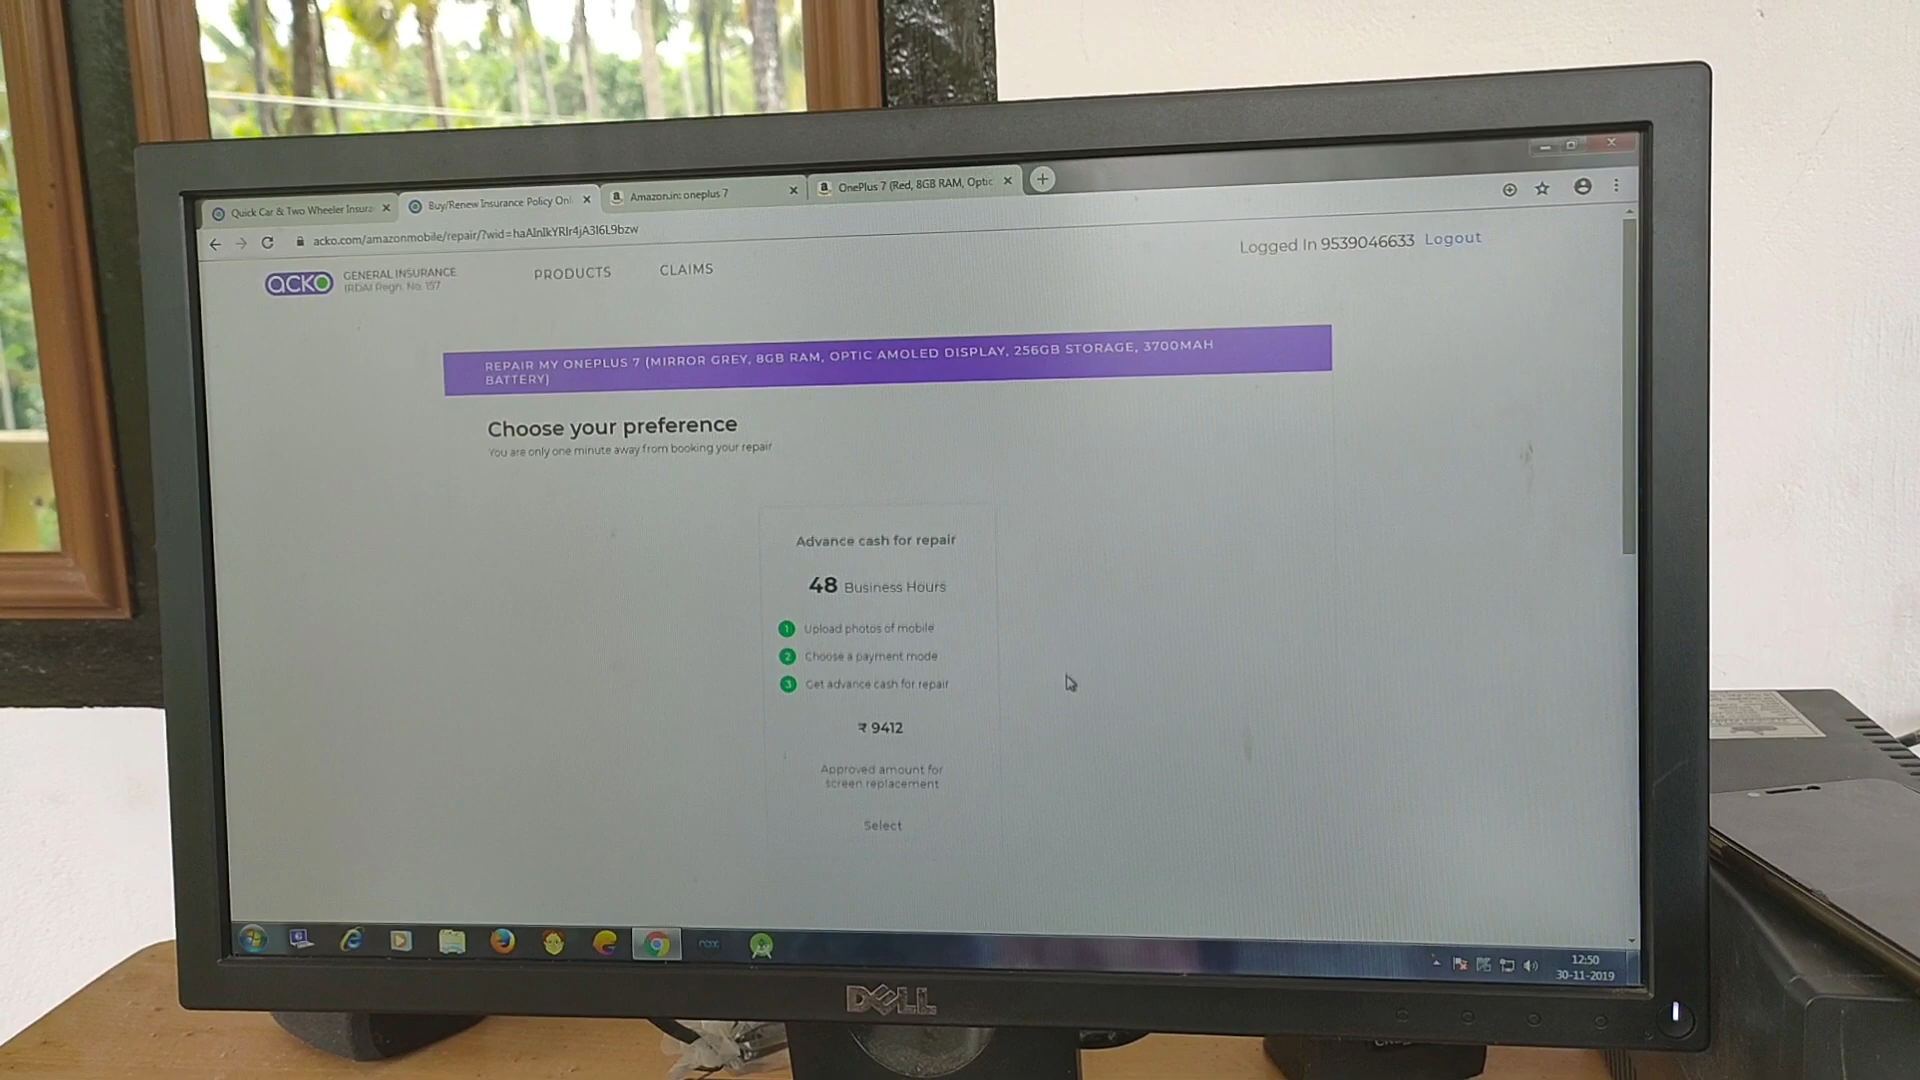 Quick Car & Two Wheeler Insura
Buy/Renew Insurance Policy Onl
Amazon.in: oneplus 7
OnePlus 7 (Red, 8GB RAM, Optic
acko.com/amazonmobile/repair/?wid=haAInIkYRIr4jA3I6L9bzw
Logged In 9539046633 Logout
acko
GENERAL INSURANCE
IRDAI Regn. No. 157
PRODUCTS
CLAIMS
REPAIR MY ONEPLUS 7 (MIRROR GREY, 8GB RAM, OPTIC AMOLED DISPLAY, 256GB STORAGE, 3700MAH
BATTERY)
Choose your preference
You are only one minute away from booking your repair
Advance cash for repair
48 Business Hours
1 Upload photos of mobile
2 Choose a payment mode
3 Get advance cash for repair
₹ 9412
Approved amount for
screen replacement
Select
nox
12:50
30-11-2019
DELL